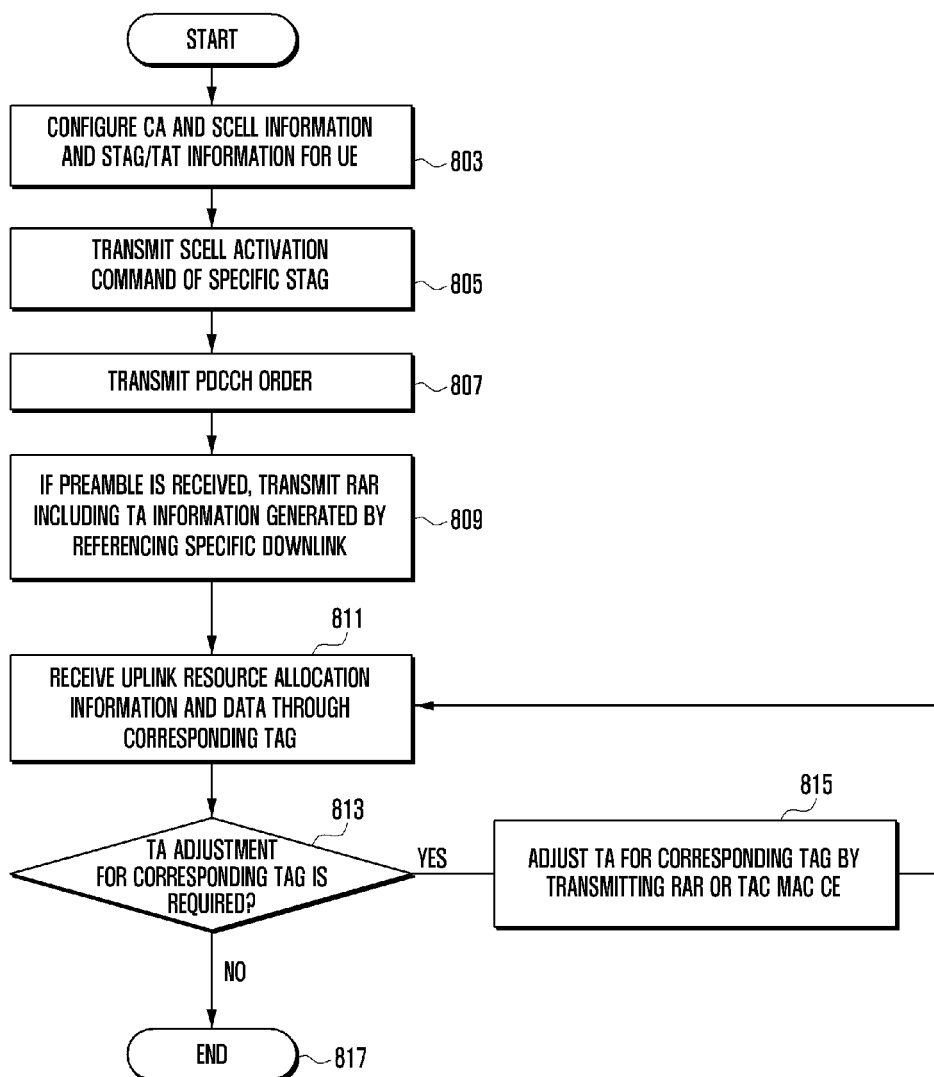 START
CONFIGURE CA AND SCELL INFORMATION
AND STAG/TAT INFORMATION FOR UE
803
TRANSMIT SCELL ACTIVATION
COMMAND OF SPECIFIC STAG
805
TRANSMIT PDCCH ORDER
807
IF PREAMBLE IS RECEIVED, TRANSMIT RAR
INCLUDING TA INFORMATION GENERATED BY
REFERENCING SPECIFIC DOWNLINK
809
811
RECEIVE UPLINK RESOURCE ALLOCATION
INFORMATION AND DATA THROUGH
CORRESPONDING TAG
813
TA ADJUSTMENT
FOR CORRESPONDING TAG IS
REQUIRED?
YES
815
ADJUST TA FOR CORRESPONDING TAG BY
TRANSMITTING RAR OR TAC MAC CE
NO
END
817